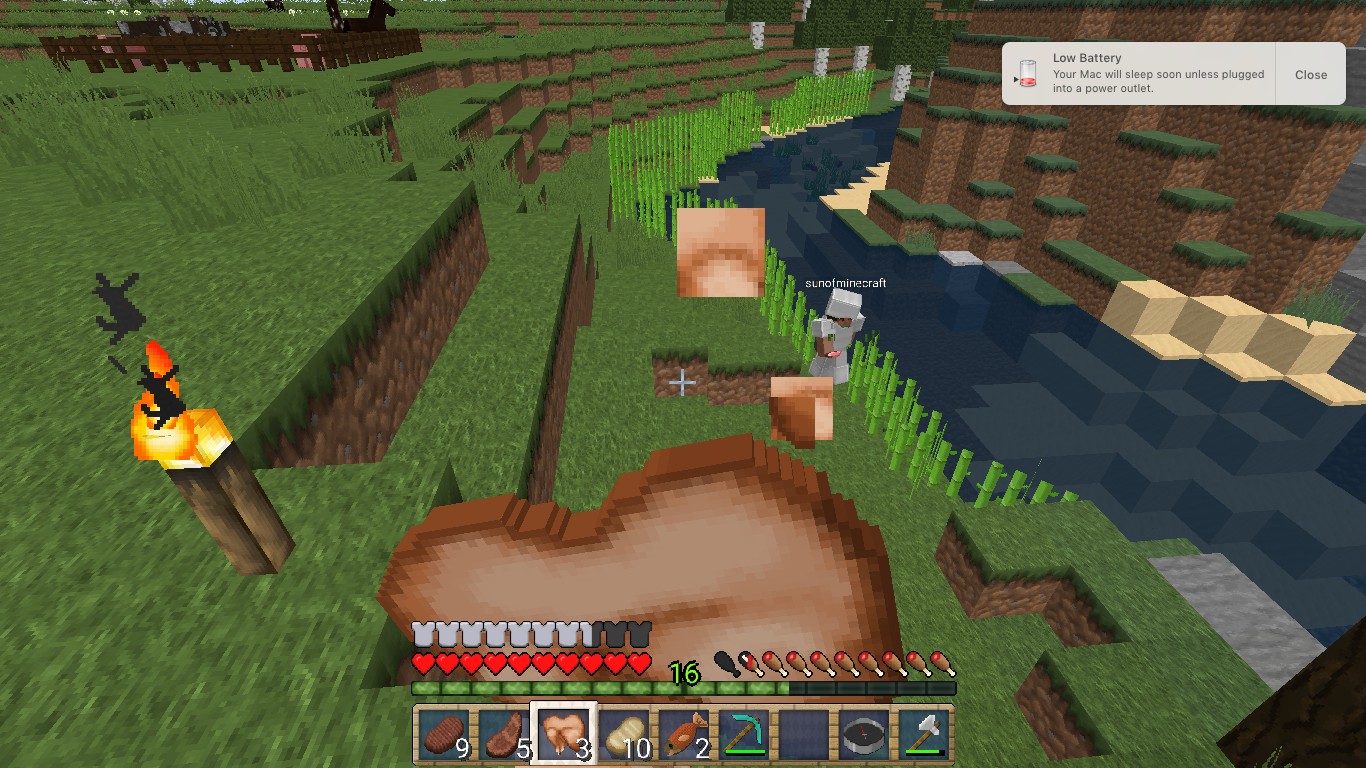 Low Battery
Your Mac will sleep soon unless plugged
into a power outlet.
Close
sunofminecraft
16
9
5
3
10
2